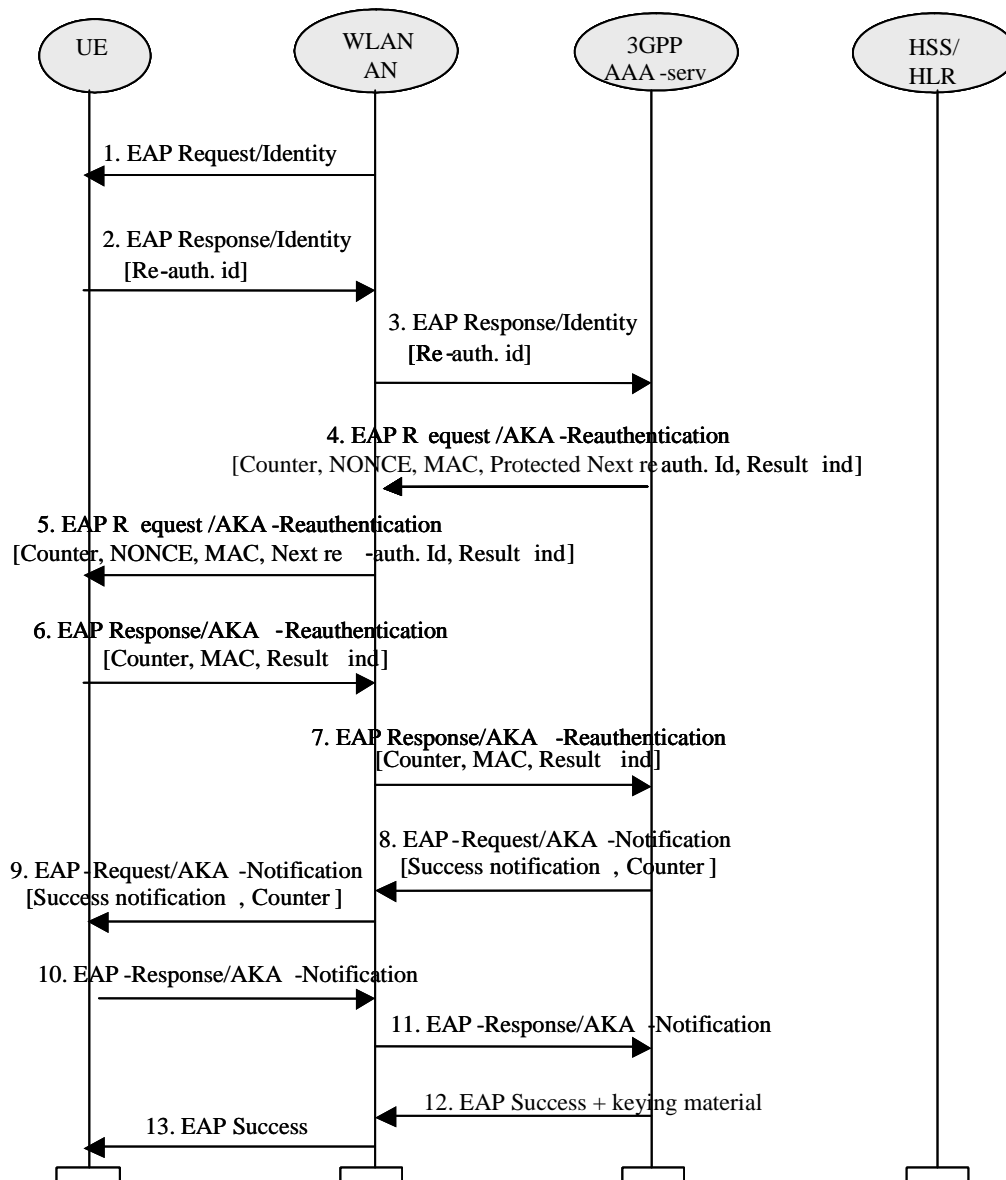 UE
WLAN
AN
3GPP
AAA -serv
HSS/
HLR
1. EAP Request/Identity
2. EAP Response/Identity
[Re-auth. id]
3. EAP Response/Identity
[Re-auth. id]
4. EAP R equest /AKA -Reauthentication
[Counter, NONCE, MAC, Protected Next re auth. Id, Result ind]
5. EAP R equest /AKA -Reauthentication
[Counter, NONCE, MAC, Next re -auth. Id, Result ind]
6. EAP Response/AKA -Reauthentication
[Counter, MAC, Result ind]
7. EAP Response/AKA -Reauthentication
[Counter, MAC, Result ind]
8. EAP -Request/AKA -Notification
[Success notification , Counter ]
9. EAP -Request/AKA -Notification
[Success notification , Counter ]
10. EAP -Response/AKA -Notification
11. EAP -Response/AKA -Notification
12. EAP Success + keying material
13. EAP Success